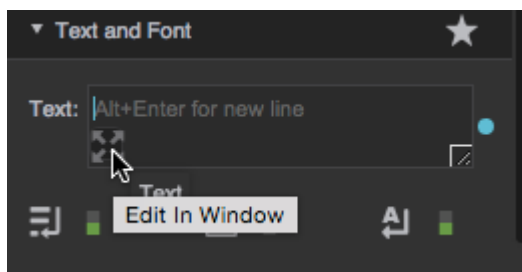 Text and Font
Text: Alt+Enter for new line
Text
Edit In Window